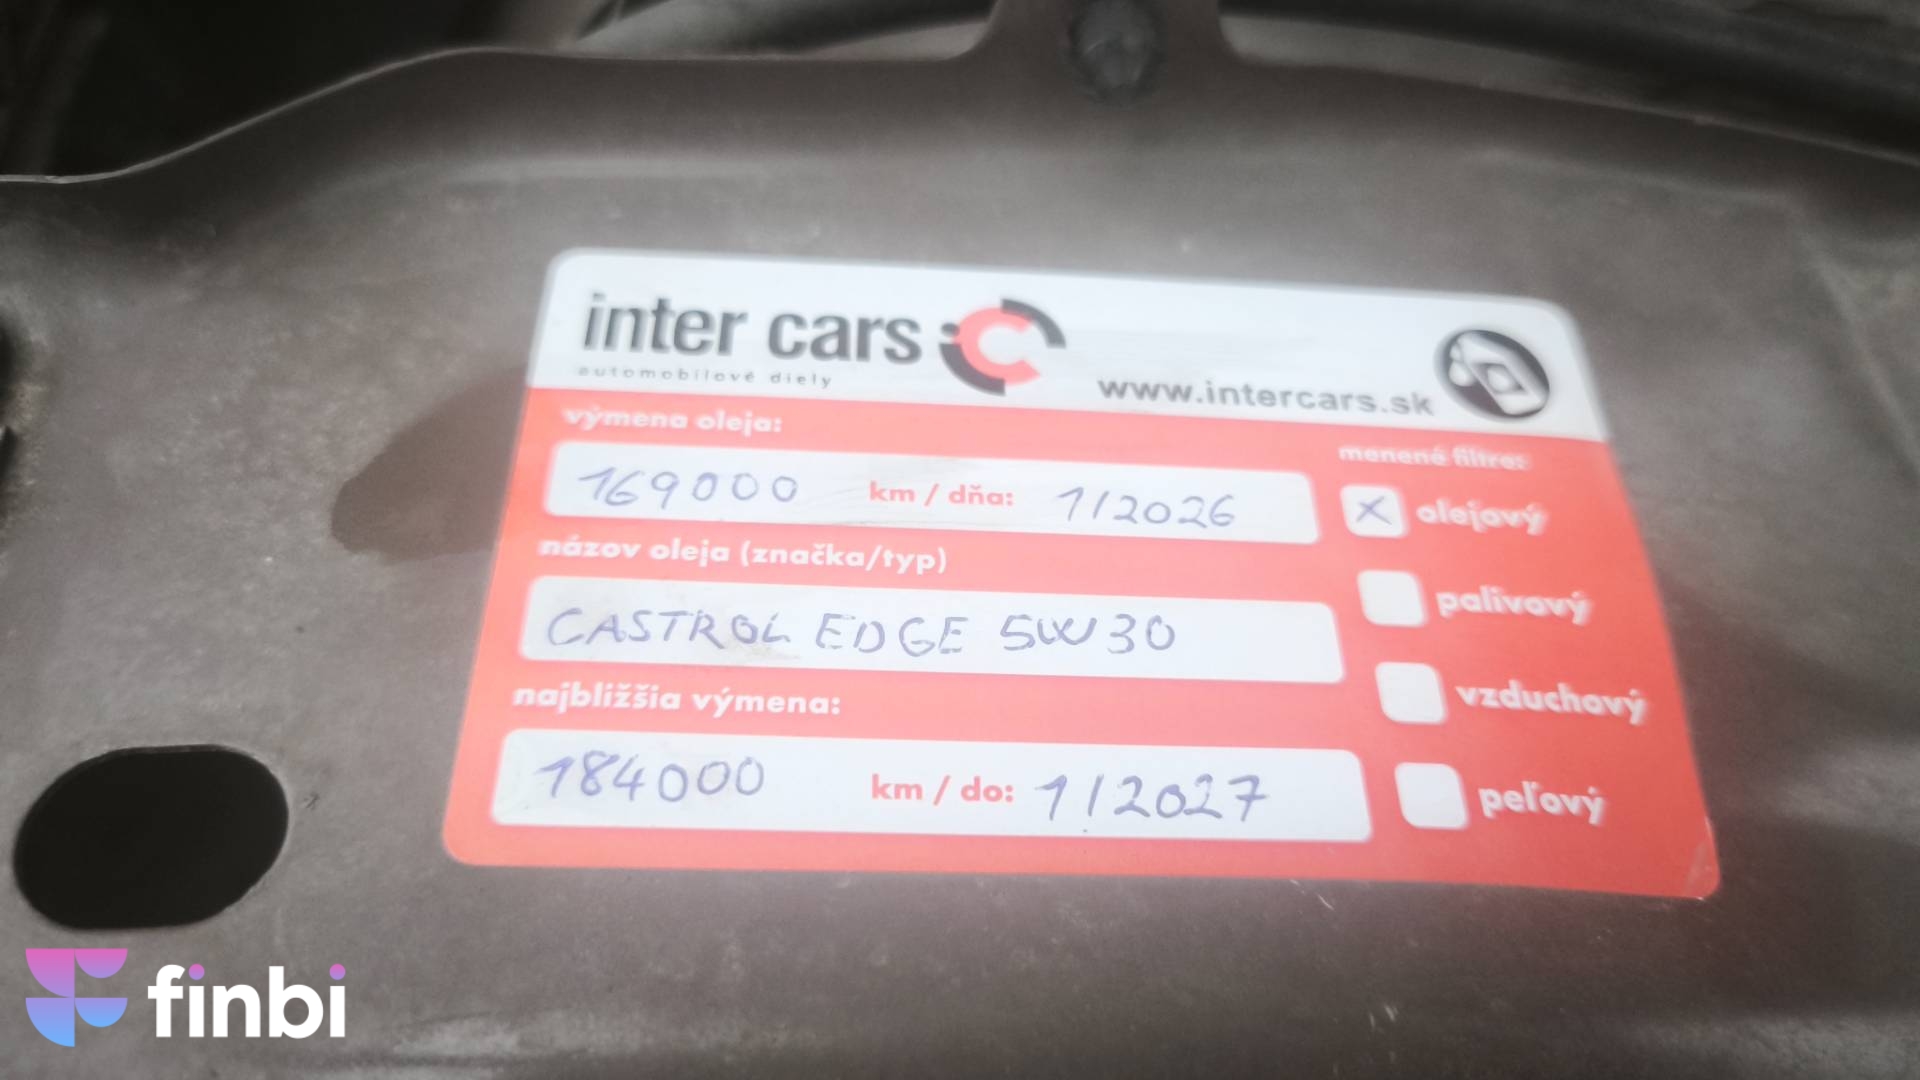 inter cars
automobilové diely
www.intercars.sk
výmena oleja:
169000 km / dňa: 1/2026
názov oleja (značka/typ)
CASTROL EDGE 5W30
najbližšia výmena:
184000 km / do: 1/2027
menené filtre:
X olejový
palivový
vzduchový
peľový
finbi